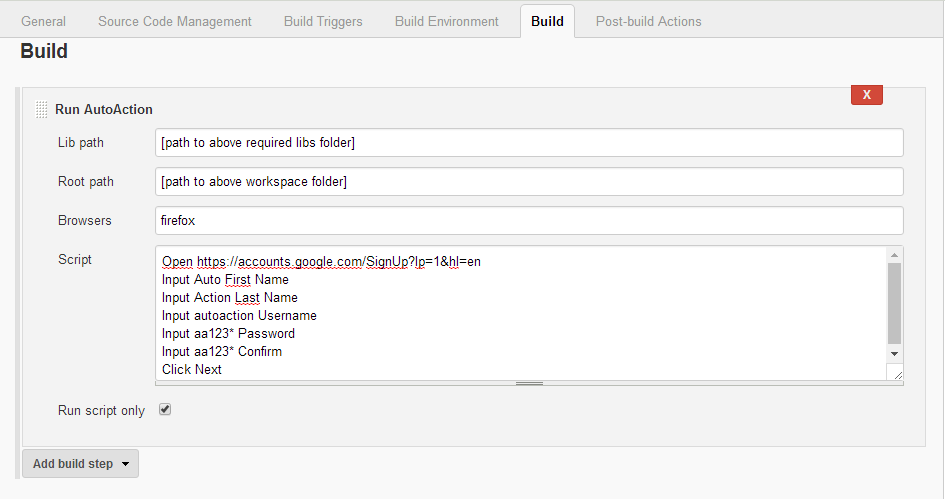 General Source Code Management Build Triggers Build Environment Build Post-build Actions
Build
X
Run AutoAction
Lib path [path to above required libs folder]
Root path [path to above workspace folder]
Browsers firefox
Script Open https://accounts.google.com/SignUp?lp=1&hl=en
Input Auto First Name
Input Action Last Name
Input autoaction Username
Input aa123* Password
Input aa123* Confirm
Click Next
Run script only
Add build step